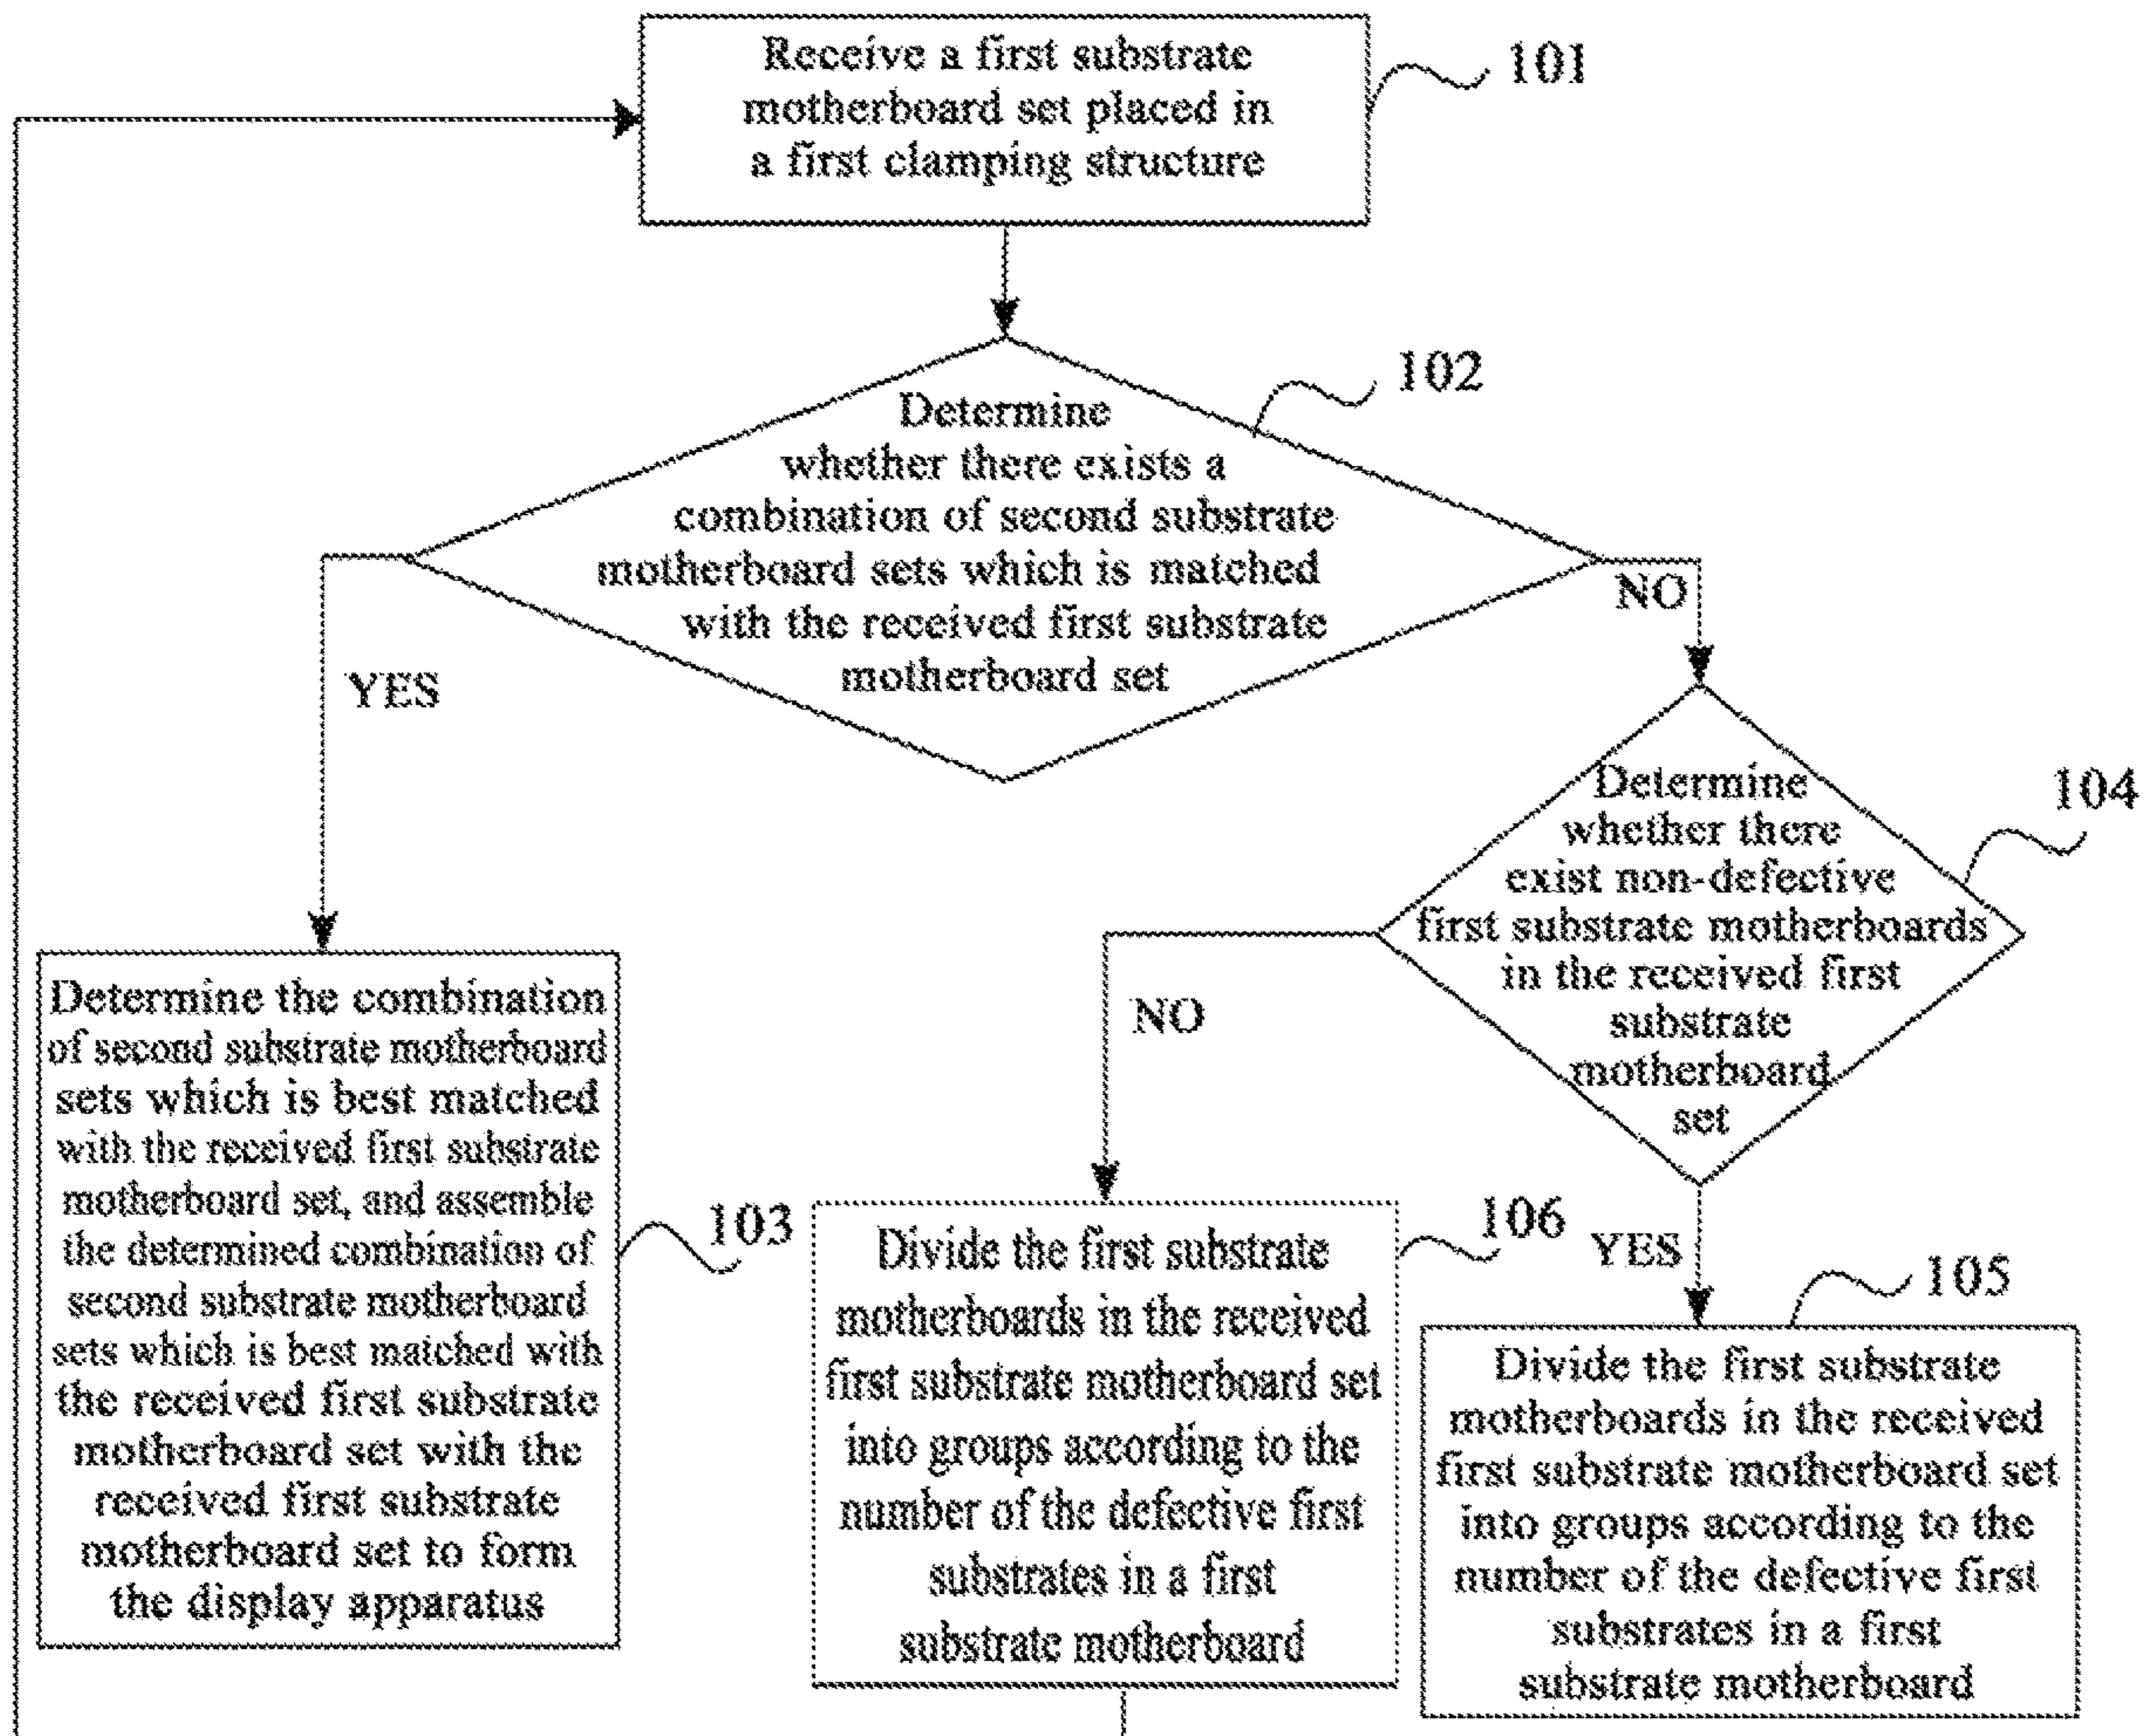 Receive a first substrate
motherboard set placed in
a first clamping structure
101
102
Determine
whether there exists a
combination of second substrate
motherboard sets which is matched
with the received first substrate
motherboard set
YES
NO
104
Determine
whether there
exist non-defective
first substrate motherboards
in the received first
substrate
motherboard
set
NO
YES
Determine the combination
of second substrate motherboard
sets which is best matched
with the received first substrate
motherboard set, and assemble
the determined combination of
second substrate motherboard
sets which is best matched with
the received first substrate
motherboard set with the
received first substrate
motherboard set to form
the display apparatus
103
106
Divide the first substrate
motherboards in the received
first substrate motherboard set
into groups according to the
number of the defective first
substrates in a first
substrate motherboard
105
Divide the first substrate
motherboards in the received
first substrate motherboard set
into groups according to the
number of the defective first
substrates in a first
substrate motherboard